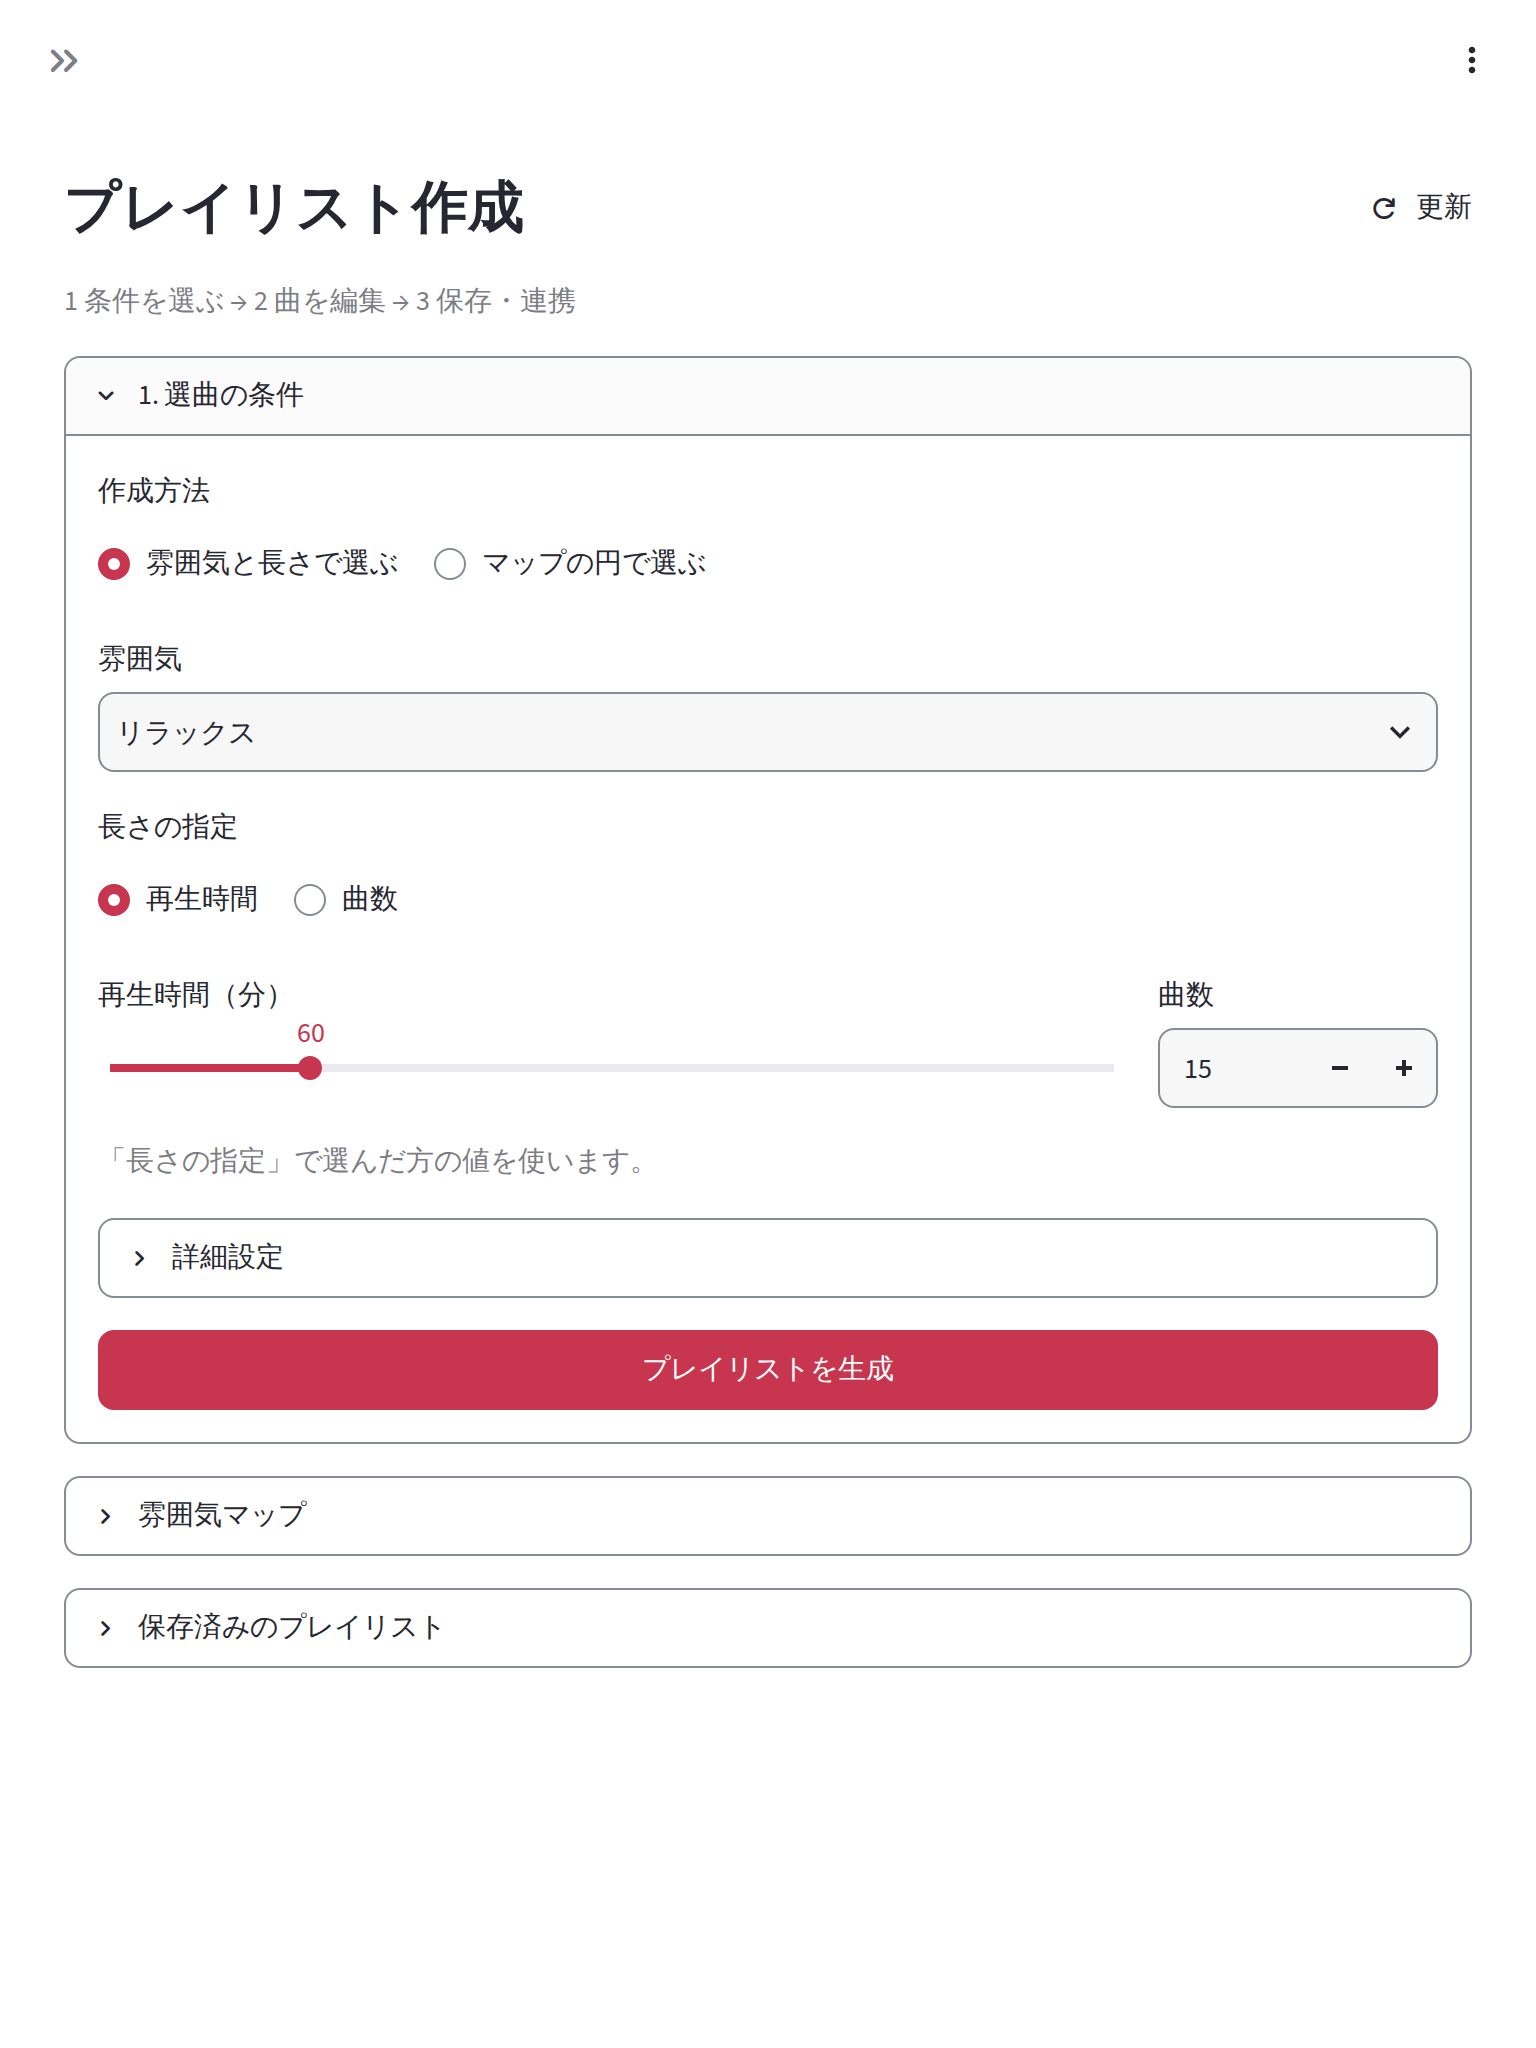 プレイリスト作成
更新
1 条件を選ぶ → 2 曲を編集 → 3 保存・連携
1. 選曲の条件
作成方法
雰囲気と長さで選ぶ マップの円で選ぶ
雰囲気
リラックス
長さの指定
再生時間 曲数
再生時間（分） 曲数
60
15
「長さの指定」で選んだ方の値を使います。
詳細設定
プレイリストを生成
雰囲気マップ
保存済みのプレイリスト